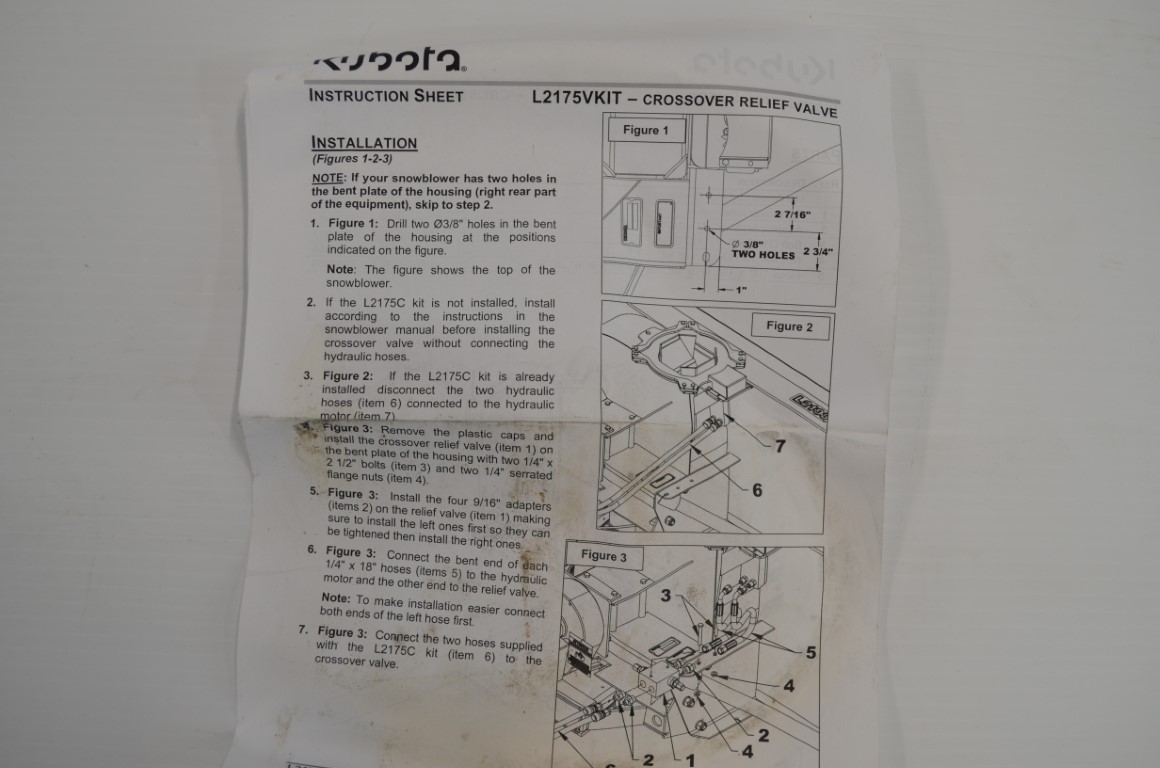 Kubota®
INSTRUCTION SHEET
L2175VKIT – CROSSOVER RELIEF VALVE
INSTALLATION
(Figures 1-2-3)
NOTE: If your snowblower has two holes in
the bent plate of the housing (right rear part
of the equipment), skip to step 2.
1. Figure 1: Drill two Ø3/8" holes in the bent
plate of the housing at the positions
indicated on the figure.
Note: The figure shows the top of the
snowblower.
2. If the L2175C kit is not installed, install
according to the instructions in the
snowblower manual before installing the
crossover valve without connecting the
hydraulic hoses.
3. Figure 2: If the L2175C kit is already
installed disconnect the two hydraulic
hoses (item 6) connected to the hydraulic
motor (item 7)
Figure 3: Remove the plastic caps and
install the crossover relief valve (item 1) on
the bent plate of the housing with two 1/4" x
2 1/2" bolts (item 3) and two 1/4" serrated
flange nuts (item 4).
5. Figure 3: Install the four 9/16" adapters
(items 2) on the relief valve (item 1) making
sure to install the left ones first so they can
be tightened then install the right ones.
6. Figure 3: Connect the bent end of each
1/4" x 18" hoses (items 5) to the hydraulic
motor and the other end to the relief valve.
Note: To make installation easier connect
both ends of the left hose first.
7. Figure 3: Connect the two hoses supplied
with the L2175C kit (item 6) to the
crossover valve.
Figure 1
2 7/16"
Ø 3/8"
TWO HOLES
2 3/4"
1"
Figure 2
7
6
Figure 3
3
5
4
2
4
2
1